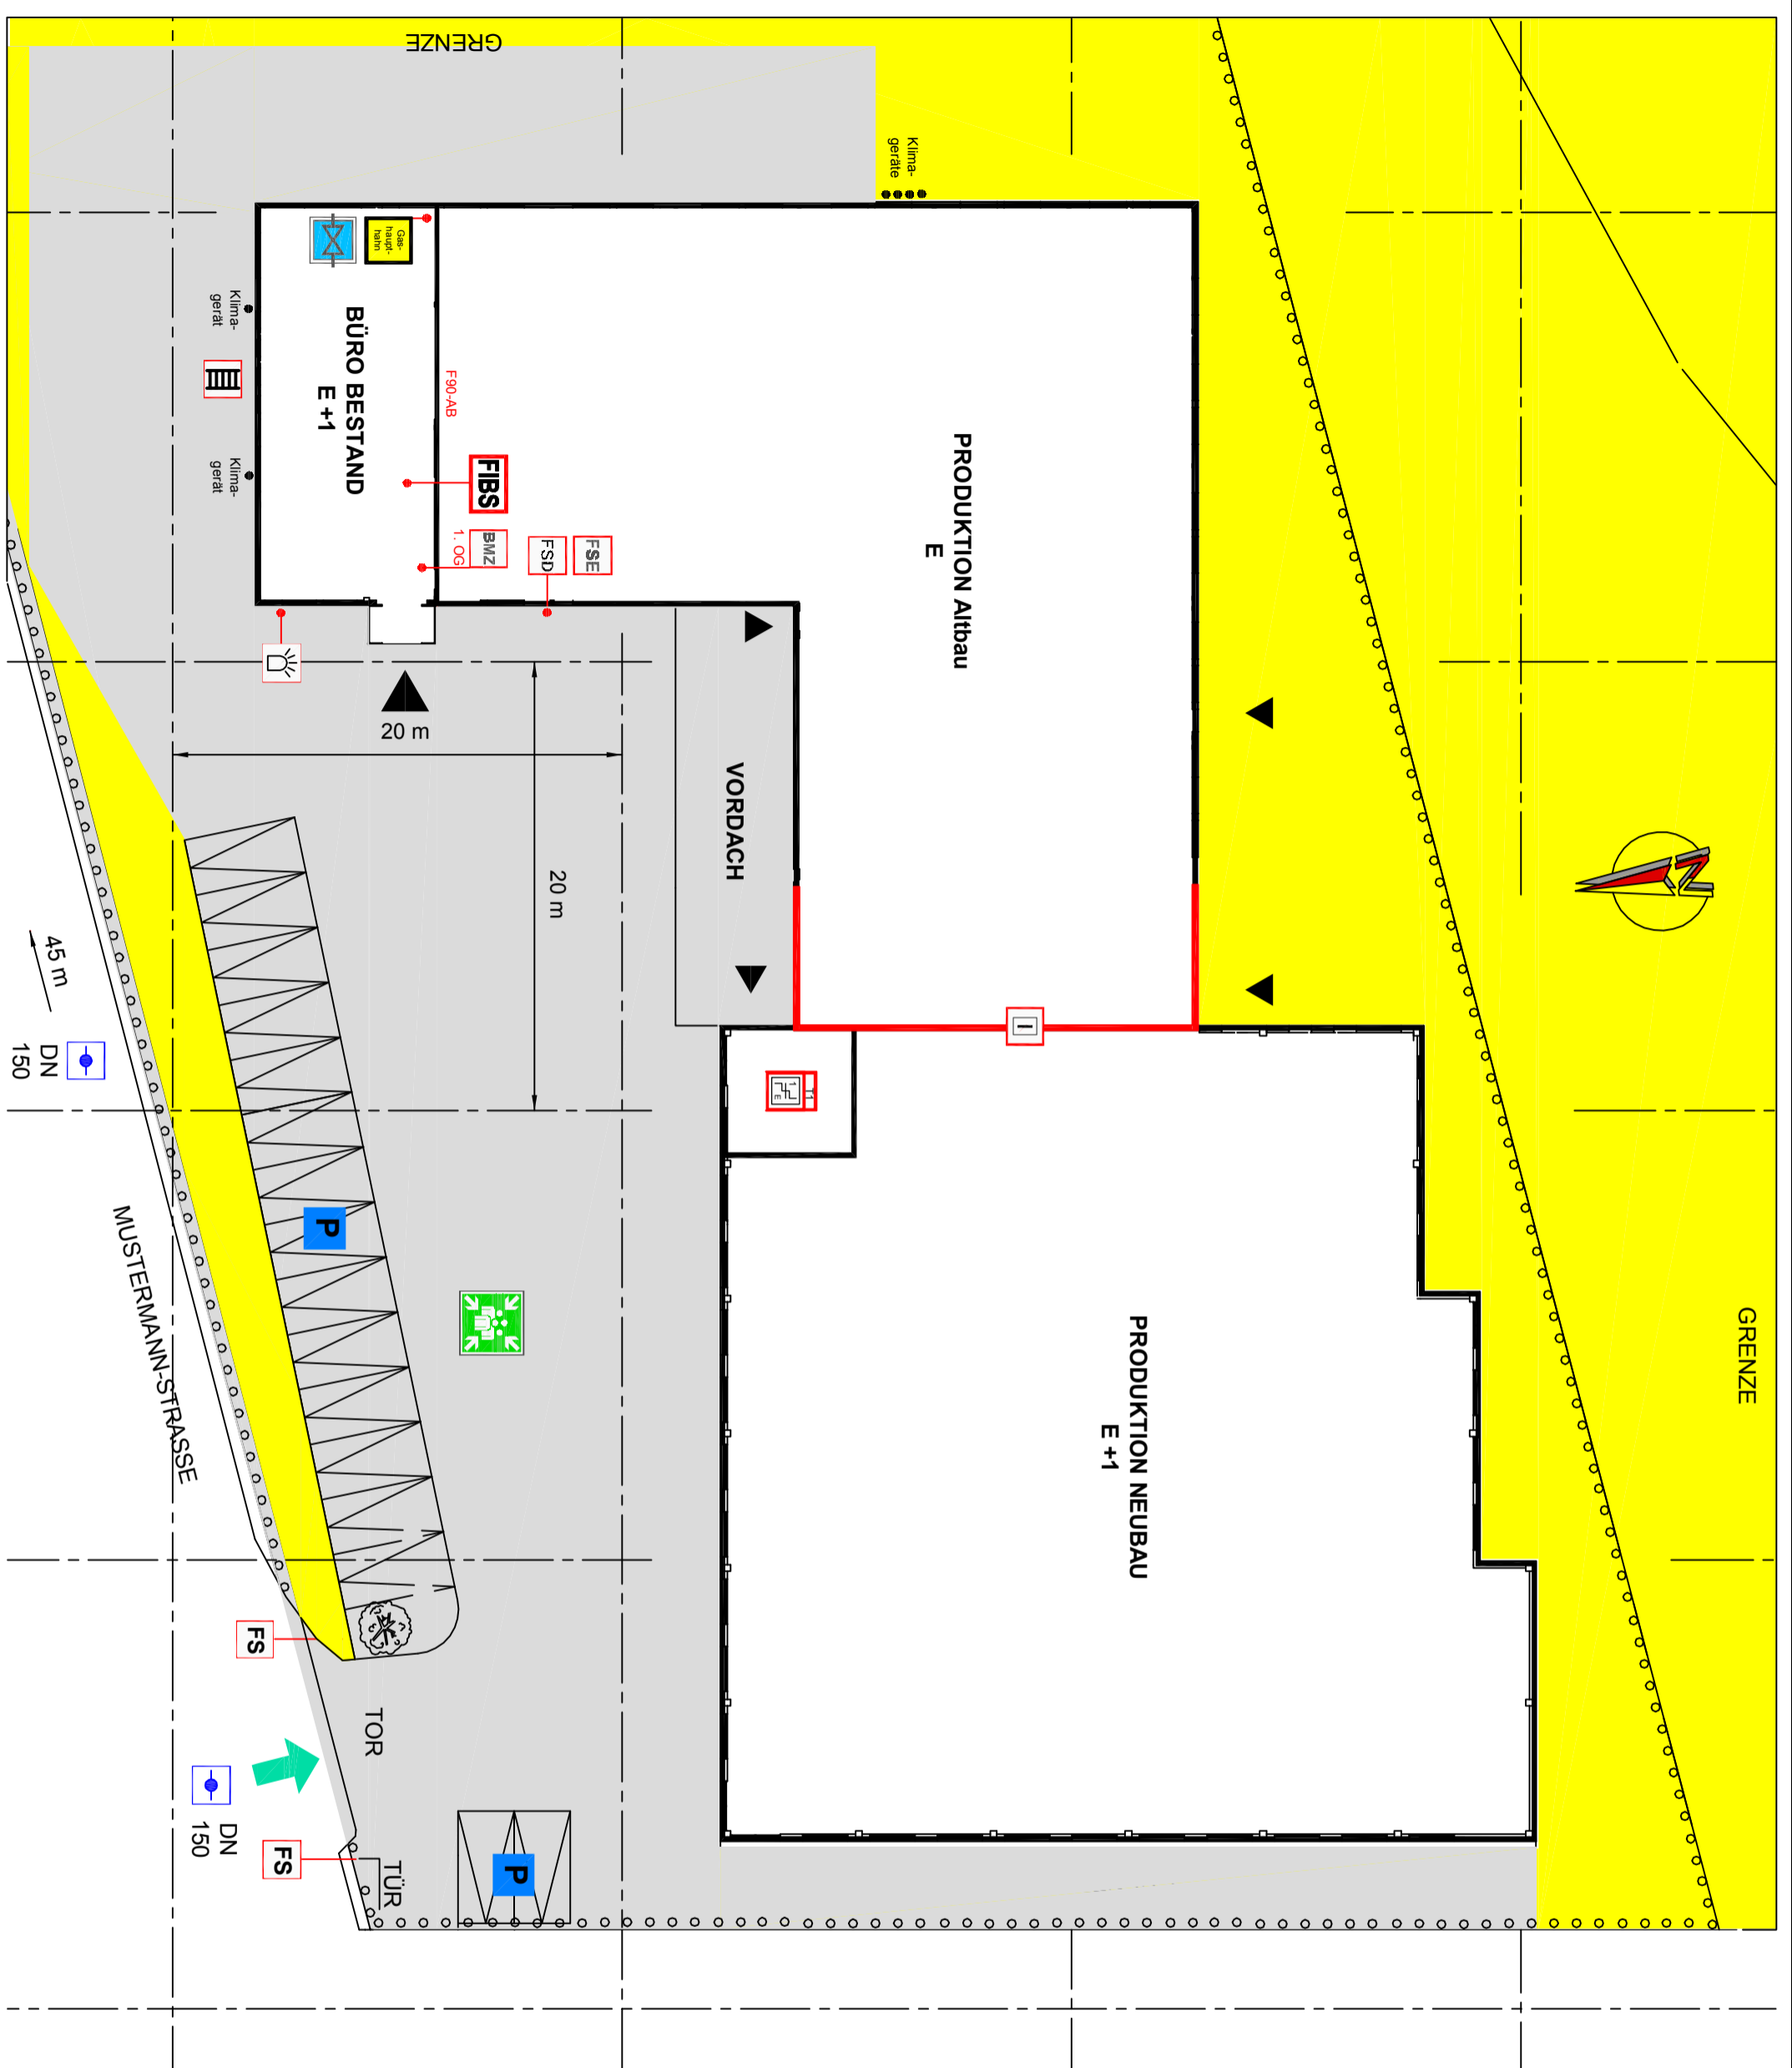 GRENZE
N
PRODUKTION NEUBAU
E +1
I
PRODUKTION Altbau
E
Klima-
geräte
T1
1
E
VORDACH
FSE
FSD
20 m
P
FIBS
BMZ
1. OG
F90-AB
GRENZE
20 m
Gas-
haupt-
hahn
BÜRO BESTAND
E +1
P
TOR
TÜR
FS
FS
Klima-
gerät
Klima-
gerät
DN
150
MUSTERMANN-STRASSE
45 m
DN
150